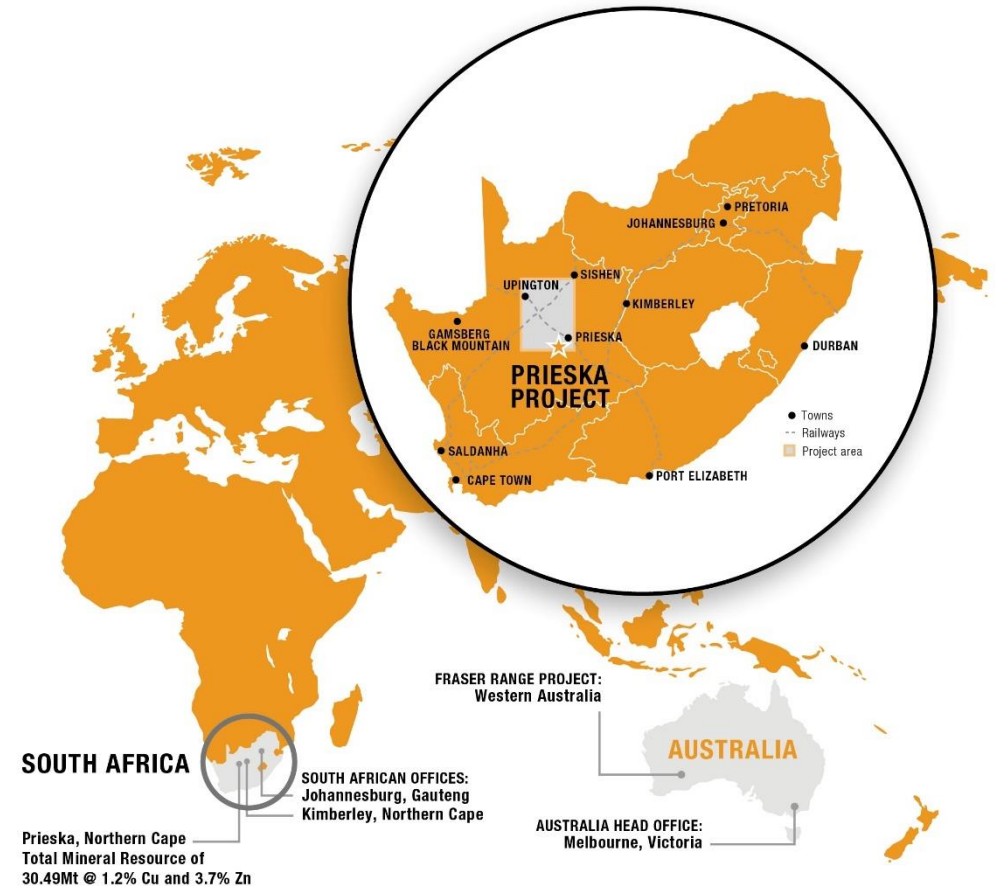 PRETORIA
JOHANNESBURG
SISHEN
UPINGTON
KIMBERLEY
GAMSBERG
BLACK MOUNTAIN
PRIESKA
DURBAN
PRIESKA
PROJECT
Towns
Railways
Project area
SALDANHA
CAPE TOWN
PORT ELIZABETH
FRASER RANGE PROJECT:
Western Australia
AUSTRALIA
SOUTH AFRICA
SOUTH AFRICAN OFFICES:
Johannesburg, Gauteng
Kimberley, Northern Cape
AUSTRALIA HEAD OFFICE:
Melbourne, Victoria
Prieska, Northern Cape
Total Mineral Resource of
30.49Mt @ 1.2% Cu and 3.7% Zn